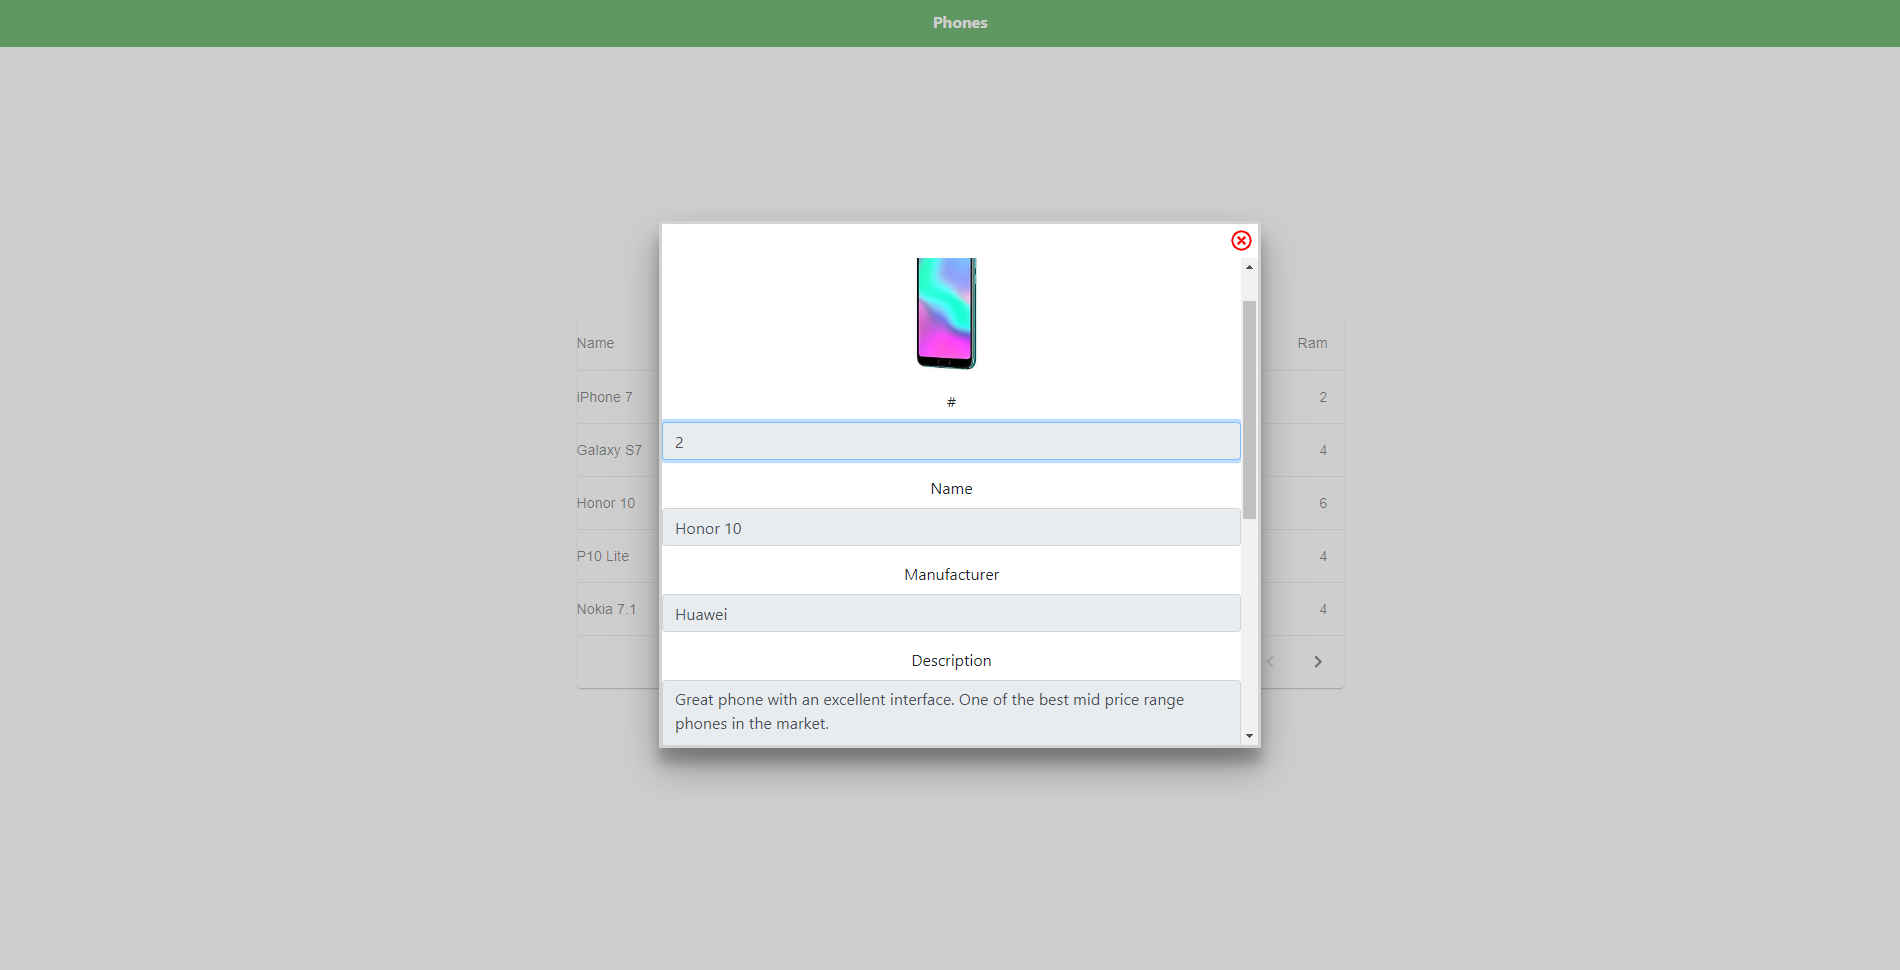 Phones
#
2
Name
Honor 10
Manufacturer
Huawei
Description
Great phone with an excellent interface. One of the best mid price range
phones in the market.
Name
Ram
iPhone 7
2
Galaxy S7
4
Honor 10
6
P10 Lite
4
Nokia 7.1
4